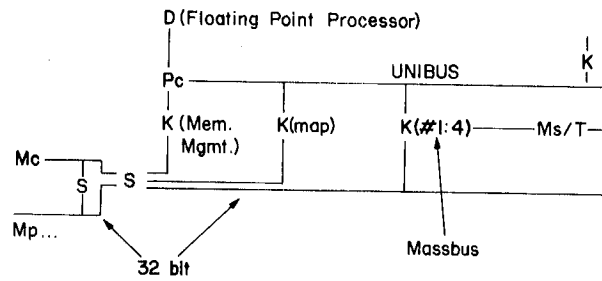 D (Floating Point Processor)
K
Pc
UNIBUS
K (Mem.
Mgmt.)
K(map)
K(#1:4)
Ms/T
Mc
S
S
Mp...
Massbus
32 bit